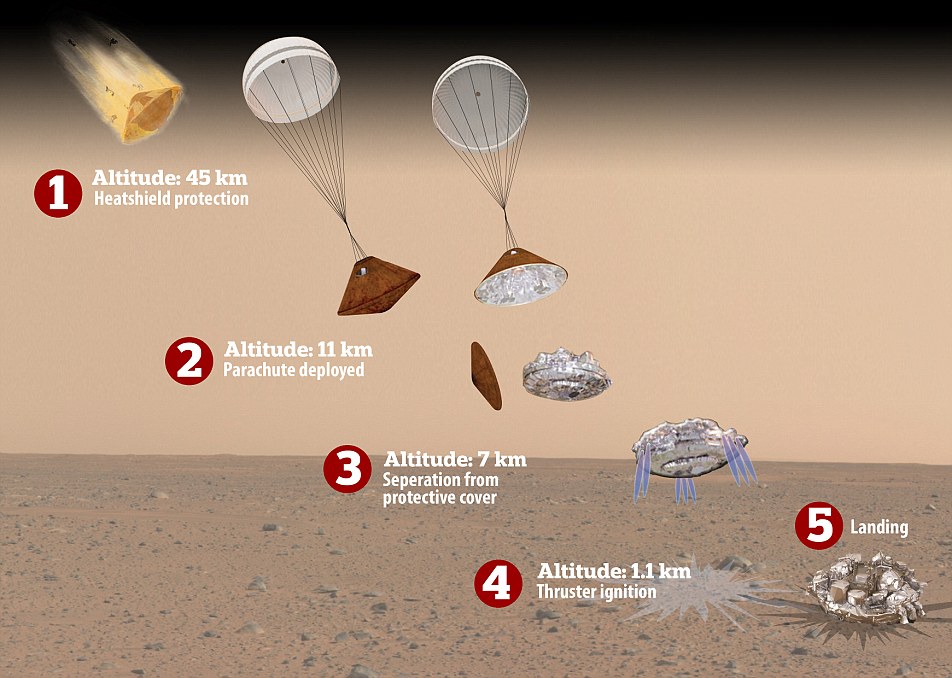 1
Altitude: 45 km
Heatshield protection
2
Altitude: 11 km
Parachute deployed
3
Altitude: 7 km
Seperation from
protective cover
4
Altitude: 1.1 km
Thruster ignition
5
Landing